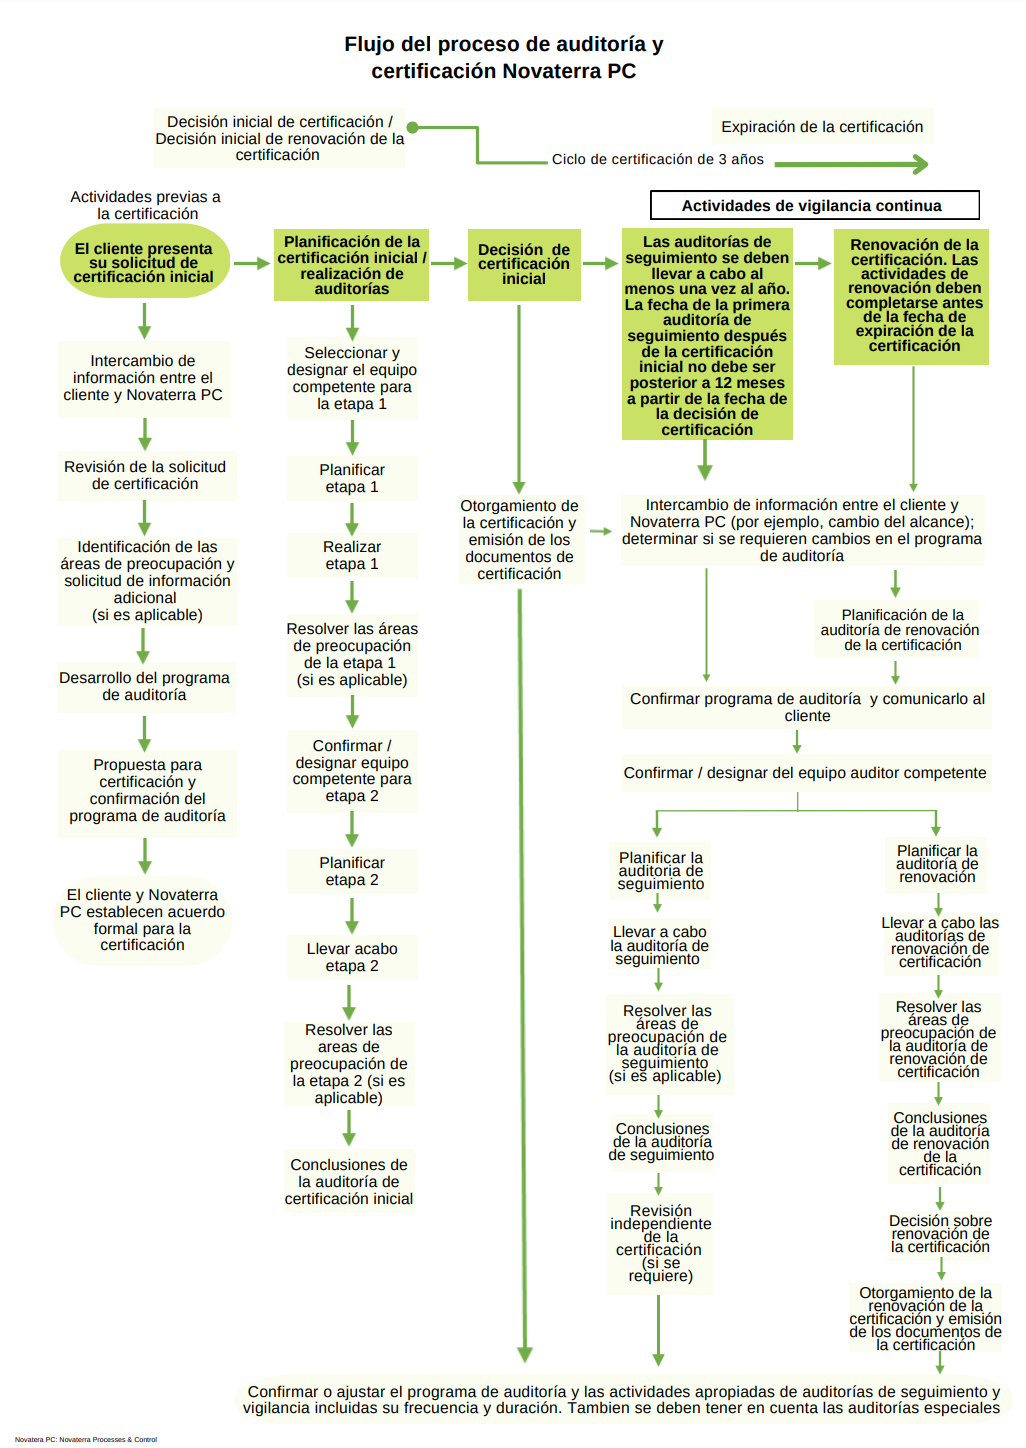 Flujo del proceso de auditoría y
certificación Novaterra PC
Decisión inicial de certificación /
Decisión inicial de renovación de la
certificación
Expiración de la certificación
Ciclo de certificación de 3 años
Actividades previas a
la certificación
Actividades de vigilancia continua
El cliente presenta
su solicitud de
certificación inicial
Intercambio de
información entre el
cliente y Novaterra PC
Revisión de la solicitud
de certificación
Identificación de las
áreas de preocupación y
solicitud de información
adicional
(si es aplicable)
Desarrollo del programa
de auditoría
Propuesta para
certificación y
confirmación del
programa de auditoría
El cliente y Novaterra
PC establecen acuerdo
formal para la
certificación
Planificación de la
certificación inicial /
realización de
auditorías
Seleccionar y
designar el equipo
competente para
la etapa 1
Planificar
etapa 1
Realizar
etapa 1
Resolver las áreas
de preocupación
de la etapa 1
(si es aplicable)
Confirmar /
designar equipo
competente para
etapa 2
Planificar
etapa 2
Llevar acabo
etapa 2
Resolver las
areas de
preocupación de
la etapa 2 (si es
aplicable)
Conclusiones de
la auditoría de
certificación inicial
Decisión  de
certificación
inicial
Otorgamiento de
la certificación y
emisión de los
documentos de
certificación
Las auditorías de
seguimiento se deben
llevar a cabo al
menos una vez al año.
La fecha de la primera
auditoría de
seguimiento después
de la certificación
inicial no debe ser
posterior a 12 meses
a partir de la fecha de
la decisión de
certificación
Renovación de la
certificación. Las
actividades de
renovación deben
completarse antes
de la fecha de
expiración de la
certificación
Intercambio de información entre el cliente y
Novaterra PC (por ejemplo, cambio del alcance);
determinar si se requieren cambios en el programa
de auditoría
Planificación de la
auditoría de renovación
de la certificación
Confirmar programa de auditoría  y comunicarlo al
cliente
Confirmar / designar del equipo auditor competente
Planificar la
auditoria de
seguimiento
Llevar a cabo
la auditoría de
seguimiento
Resolver las
áreas de
preocupación de
la auditoría de
seguimiento
(si es aplicable)
Conclusiones
de la auditoría
de seguimiento
Revisión
independiente
de la
certificación
(si se
requiere)
Planificar la
auditoría de
renovación
Llevar a cabo las
auditorías de
renovación de
certificación
Resolver las
áreas de
preocupación de
la auditoría de
renovación de
certificación
Conclusiones
de la auditoría
de renovación
de la
certificación
Decisión sobre
renovación de
la certificación
Otorgamiento de la
renovación de la
certificación y emisión
de los documentos de
la certificación
Confirmar o ajustar el programa de auditoría y las actividades apropiadas de auditorías de seguimiento y
vigilancia incluidas su frecuencia y duración. Tambien se deben tener en cuenta las auditorías especiales
Novatera PC: Novaterra Processes & Control